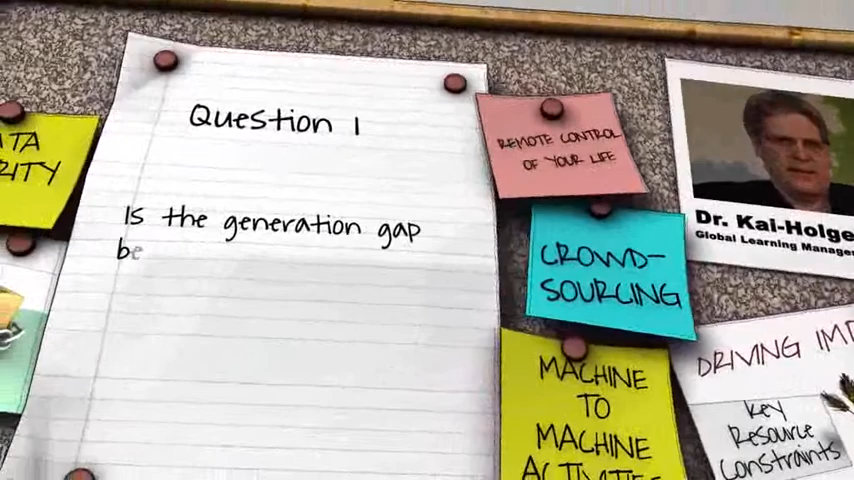 Question 1
Is the generation gap
be
REMOTE CONTROL
OF YOUR LIFE
CROWD-
SOURCING
MACHINE
TO
MACHINE
ACTIVITIES
Dr. Kai-Holge
Global Learning Manage
DRIVING IMP
Key
Resource
Constraints
ATA
RITY